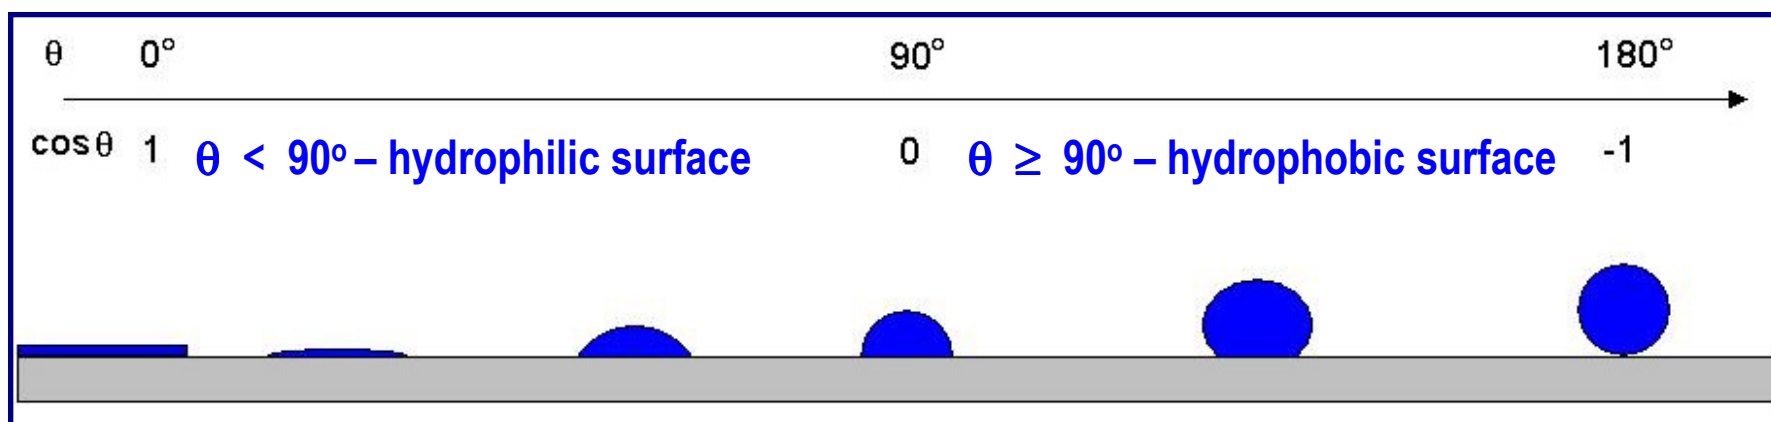 θ 0° 90° 180°
cosθ 1 θ < 90º – hydrophilic surface 0 θ ≥ 90º – hydrophobic surface -1